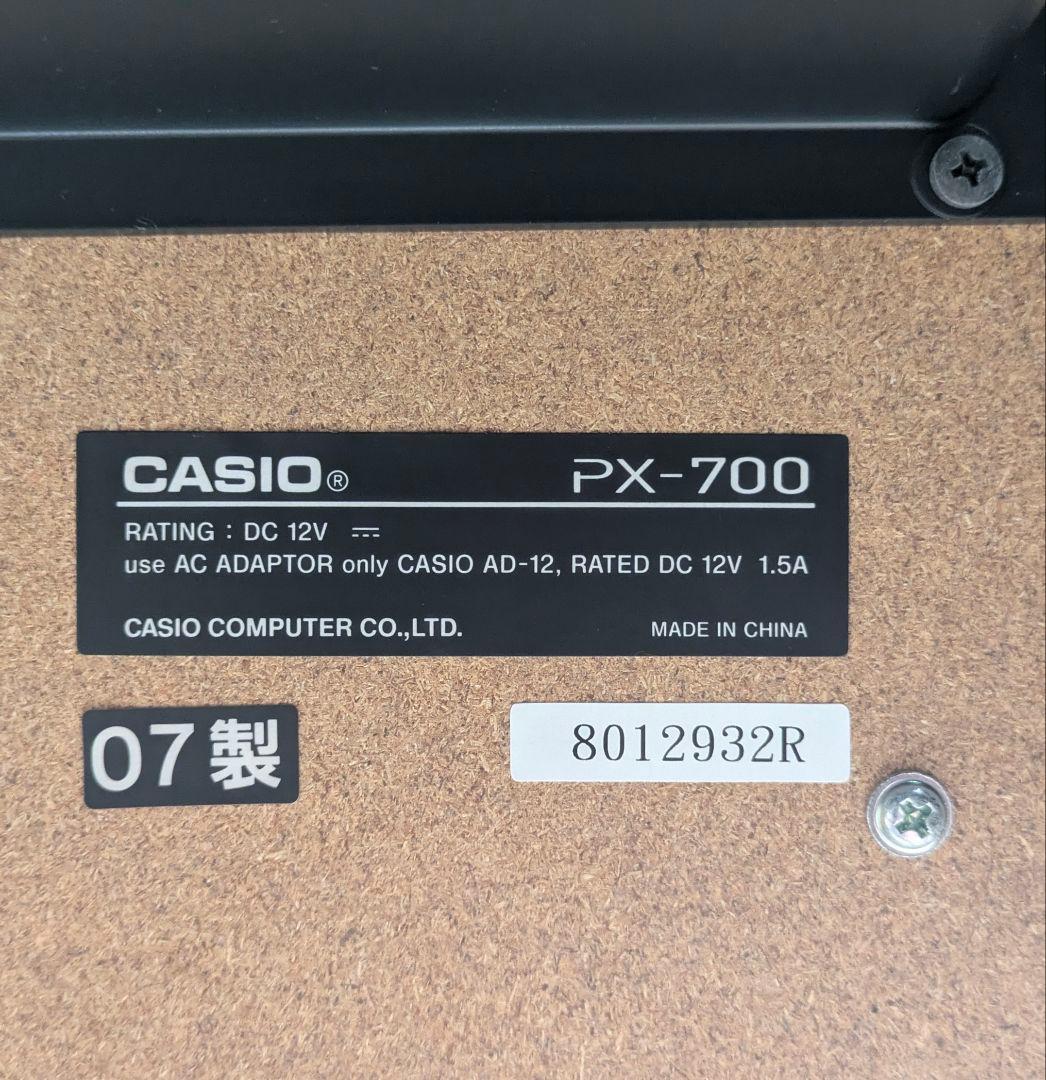 CASIO® PX-700
RATING : DC 12V ⎓
use AC ADAPTOR only CASIO AD-12, RATED DC 12V 1.5A
CASIO COMPUTER CO.,LTD. MADE IN CHINA
07製 8012932R